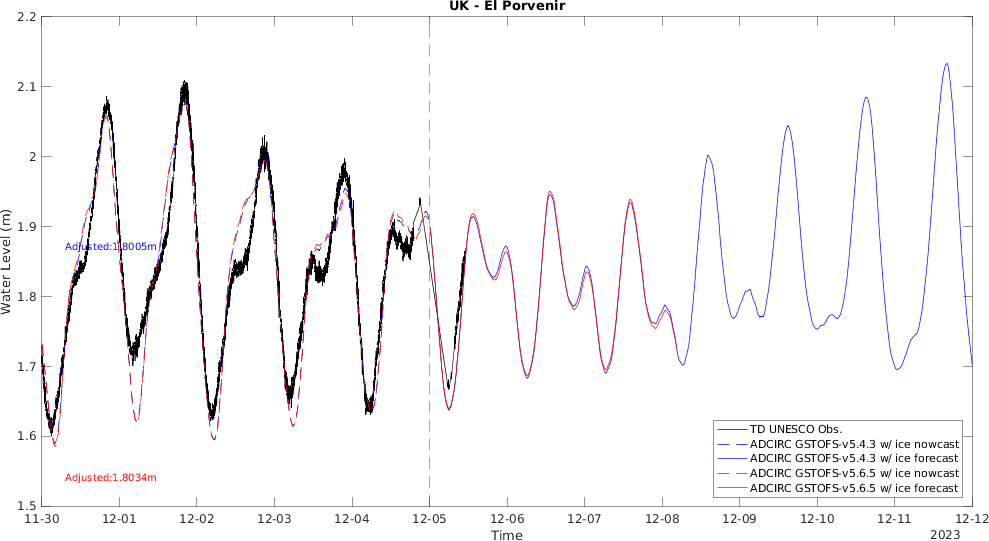 UK - El Porvenir
2.2
2.1
2
1.9
1.8
1.7
1.6
1.5
Water Level (m)
Adjusted:1.8005m
Adjusted:1.8034m
TD UNESCO Obs.
ADCIRC GSTOFS-v5.4.3 w/ ice nowcast
ADCIRC GSTOFS-v5.4.3 w/ ice forecast
ADCIRC GSTOFS-v5.6.5 w/ ice nowcast
ADCIRC GSTOFS-v5.6.5 w/ ice forecast
11-30 12-01 12-02 12-03 12-04 12-05 12-06 12-07 12-08 12-09 12-10 12-11 12-12
Time
2023